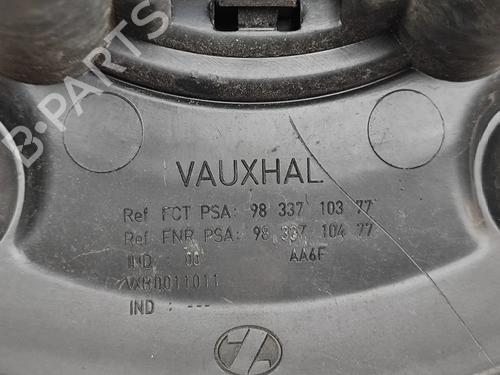 B-PARTS
VAUXHAL
Ref FCT PSA: 98 337 103 77
Ref FNR PSA: 98 337 104 77
IND : 00 AA6F
VXR0011011
IND : ---